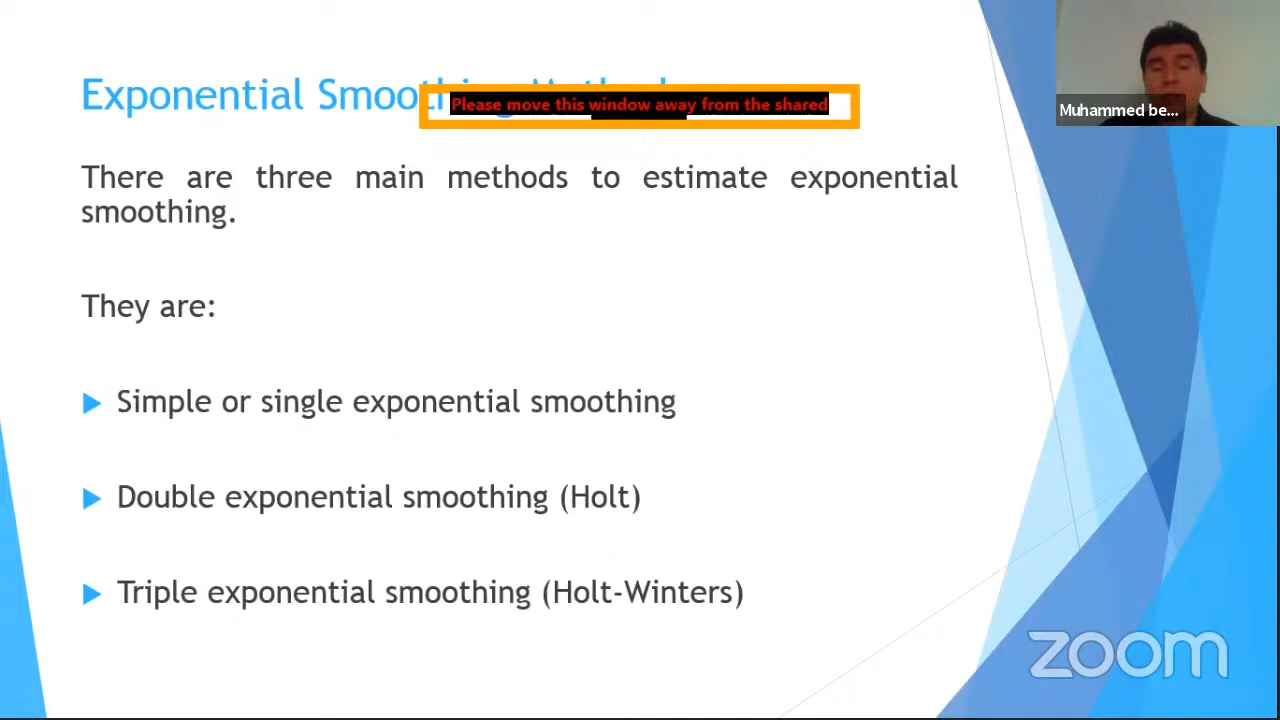 Exponential Smoothing
Please move this window away from the shared
There are three main methods to estimate exponential
smoothing.
They are:
Simple or single exponential smoothing
Double exponential smoothing (Holt)
Triple exponential smoothing (Holt-Winters)
Muhammed be...
zoom